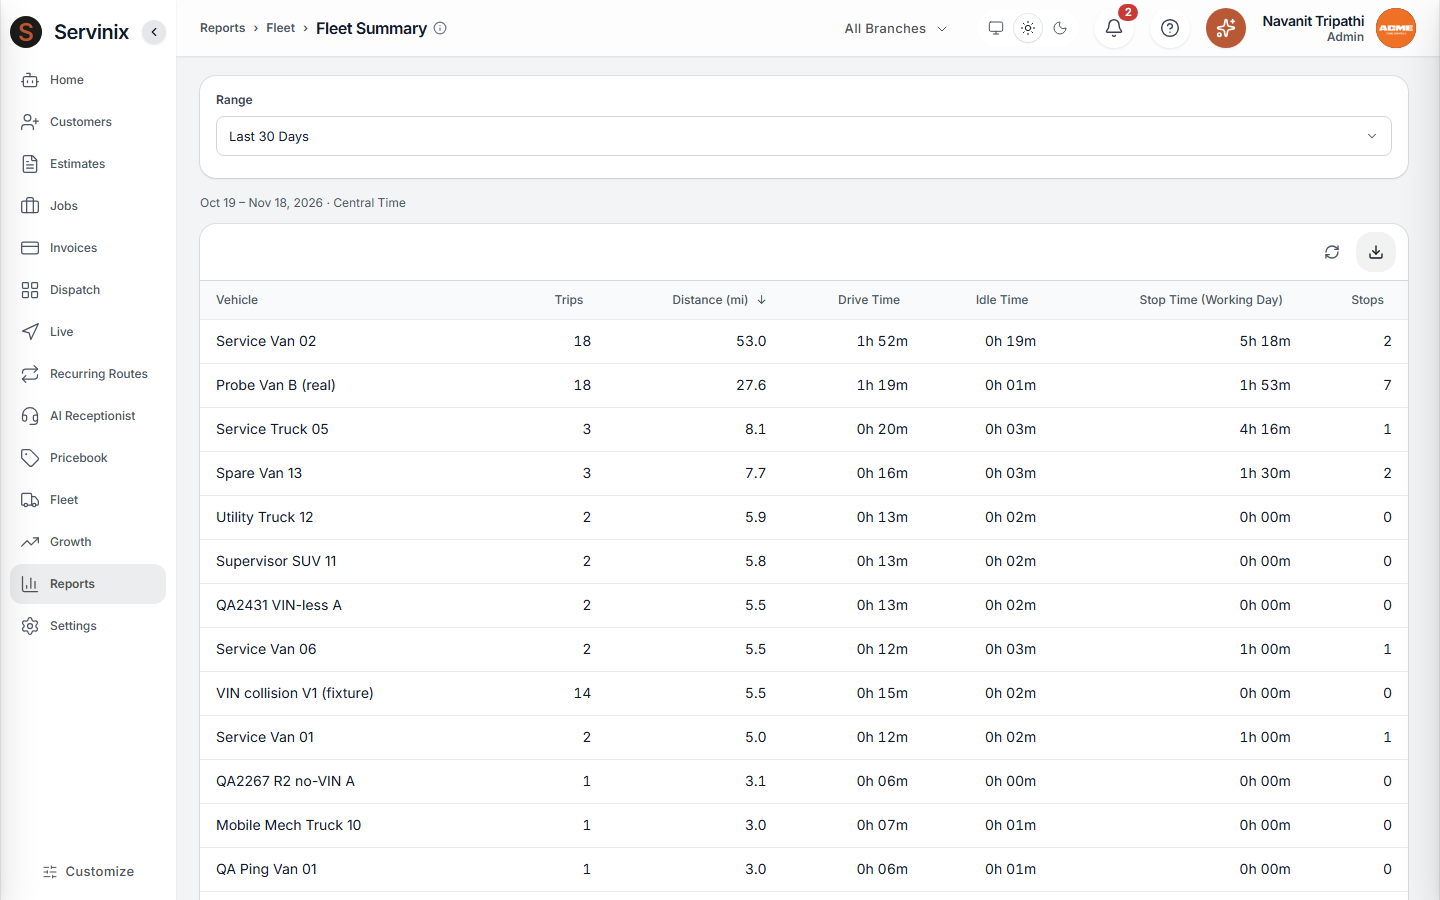 S Servinix
Reports › Fleet › Fleet Summary
All Branches
2
Navanit Tripathi
Admin
ACME
Home
Customers
Estimates
Jobs
Invoices
Dispatch
Live
Recurring Routes
AI Receptionist
Pricebook
Fleet
Growth
Reports
Settings
Customize
Range
Last 30 Days
Oct 19 – Nov 18, 2026 · Central Time
Vehicle Trips Distance (mi) ↓ Drive Time Idle Time Stop Time (Working Day) Stops
Service Van 02 18 53.0 1h 52m 0h 19m 5h 18m 2
Probe Van B (real) 18 27.6 1h 19m 0h 01m 1h 53m 7
Service Truck 05 3 8.1 0h 20m 0h 03m 4h 16m 1
Spare Van 13 3 7.7 0h 16m 0h 03m 1h 30m 2
Utility Truck 12 2 5.9 0h 13m 0h 02m 0h 00m 0
Supervisor SUV 11 2 5.8 0h 13m 0h 02m 0h 00m 0
QA2431 VIN-less A 2 5.5 0h 13m 0h 02m 0h 00m 0
Service Van 06 2 5.5 0h 12m 0h 03m 1h 00m 1
VIN collision V1 (fixture) 14 5.5 0h 15m 0h 02m 0h 00m 0
Service Van 01 2 5.0 0h 12m 0h 02m 1h 00m 1
QA2267 R2 no-VIN A 1 3.1 0h 06m 0h 00m 0h 00m 0
Mobile Mech Truck 10 1 3.0 0h 07m 0h 01m 0h 00m 0
QA Ping Van 01 1 3.0 0h 06m 0h 01m 0h 00m 0